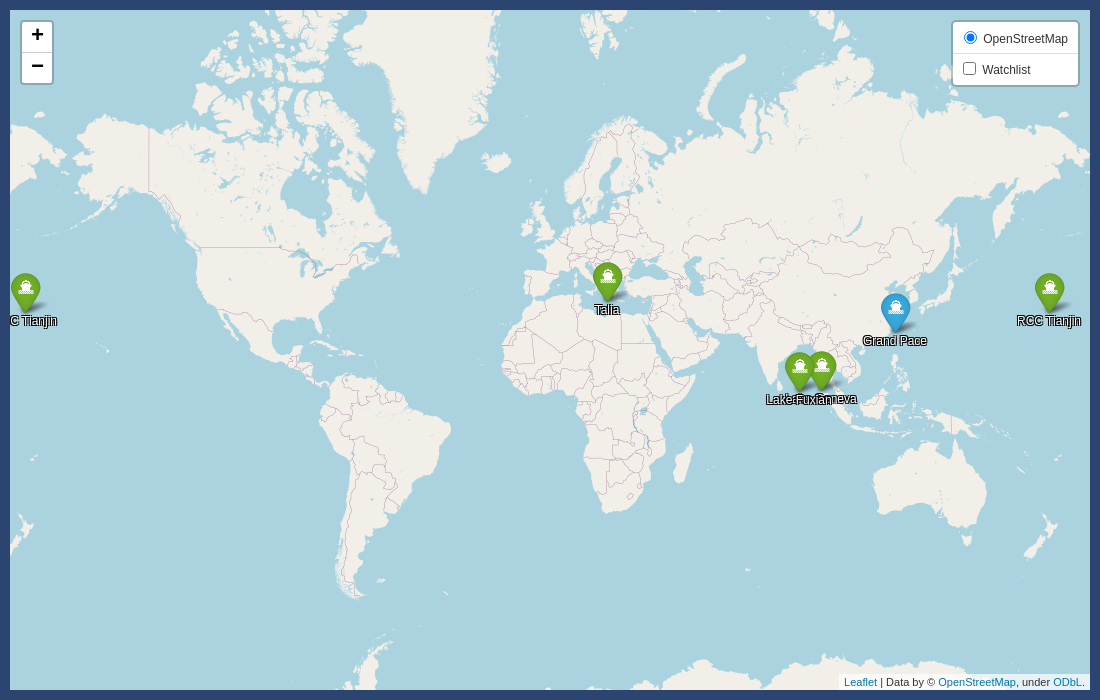 +
−
OpenStreetMap
Watchlist
Talia
C Tianjin
RCC Tianjin
Grand Pace
Lake Fuxian
Geneva
Leaflet | Data by © OpenStreetMap, under ODbL.